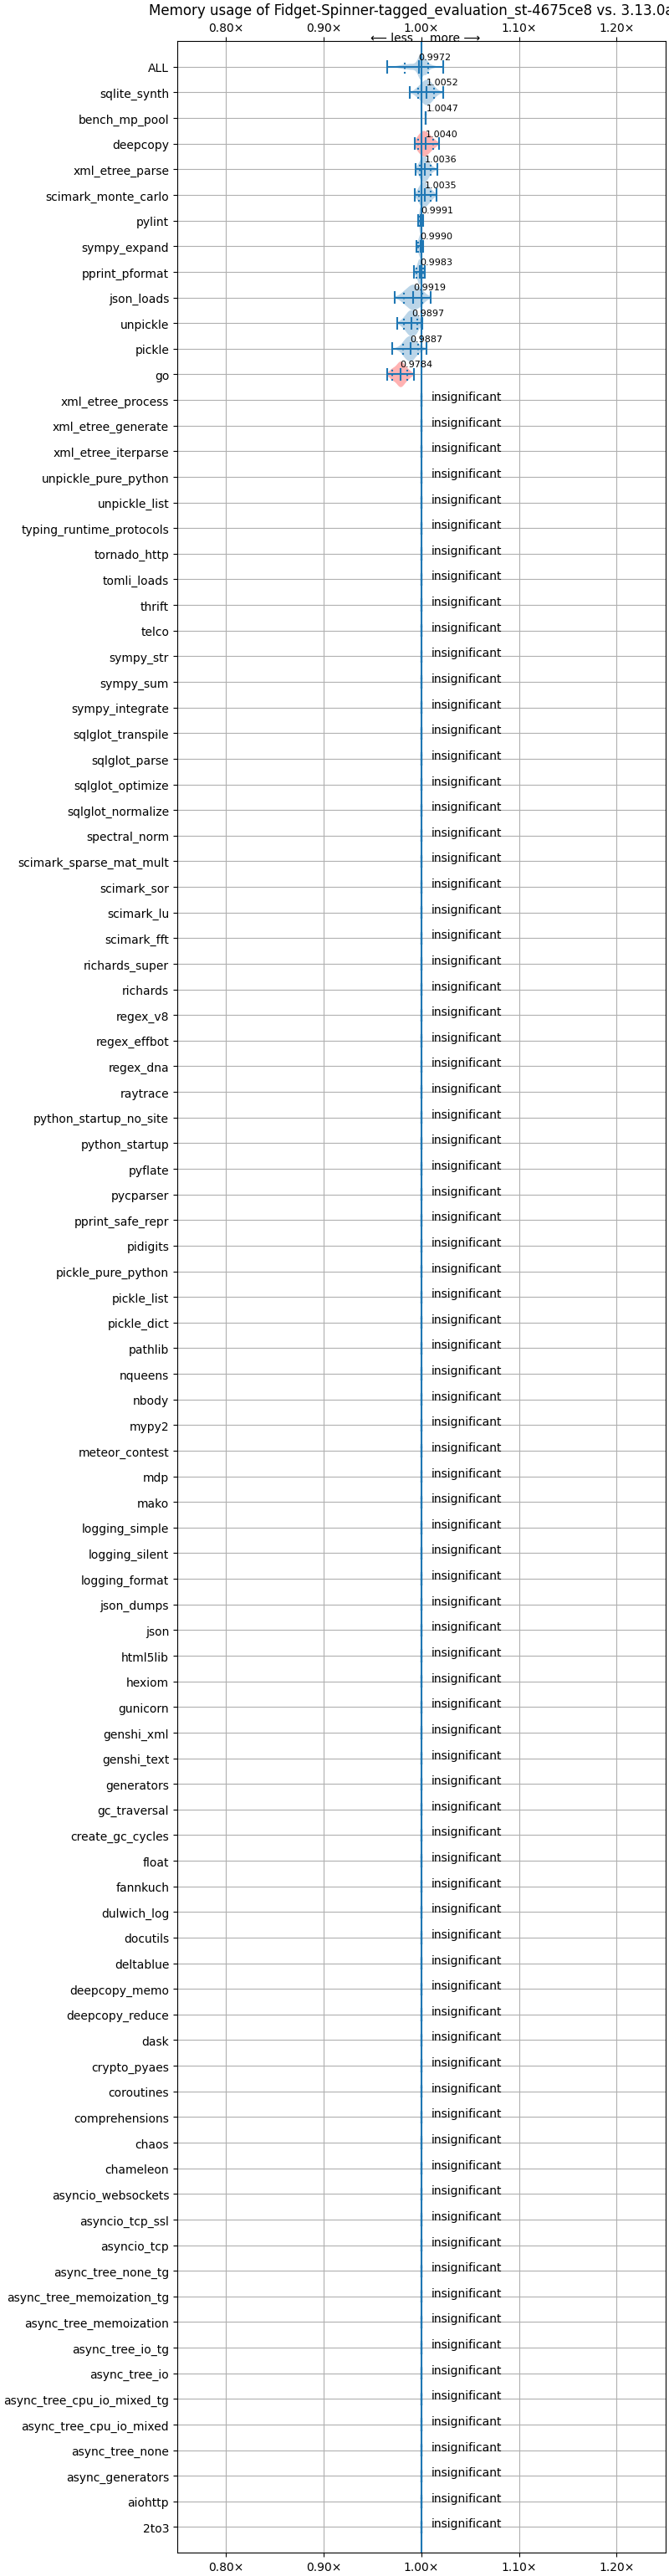 Memory usage of Fidget-Spinner-tagged_evaluation_st-4675ce8 vs. 3.13.0a
0.80× 0.90× 1.00× 1.10× 1.20×
⟵ less more ⟶
ALL 0.9972
sqlite_synth 1.0052
bench_mp_pool 1.0047
deepcopy 1.0040
xml_etree_parse 1.0036
scimark_monte_carlo 1.0035
pylint 0.9991
sympy_expand 0.9990
pprint_pformat 0.9983
json_loads 0.9919
unpickle 0.9897
pickle 0.9887
go 0.9784
xml_etree_process insignificant
xml_etree_generate insignificant
xml_etree_iterparse insignificant
unpickle_pure_python insignificant
unpickle_list insignificant
typing_runtime_protocols insignificant
tornado_http insignificant
tomli_loads insignificant
thrift insignificant
telco insignificant
sympy_str insignificant
sympy_sum insignificant
sympy_integrate insignificant
sqlglot_transpile insignificant
sqlglot_parse insignificant
sqlglot_optimize insignificant
sqlglot_normalize insignificant
spectral_norm insignificant
scimark_sparse_mat_mult insignificant
scimark_sor insignificant
scimark_lu insignificant
scimark_fft insignificant
richards_super insignificant
richards insignificant
regex_v8 insignificant
regex_effbot insignificant
regex_dna insignificant
raytrace insignificant
python_startup_no_site insignificant
python_startup insignificant
pyflate insignificant
pycparser insignificant
pprint_safe_repr insignificant
pidigits insignificant
pickle_pure_python insignificant
pickle_list insignificant
pickle_dict insignificant
pathlib insignificant
nqueens insignificant
nbody insignificant
mypy2 insignificant
meteor_contest insignificant
mdp insignificant
mako insignificant
logging_simple insignificant
logging_silent insignificant
logging_format insignificant
json_dumps insignificant
json insignificant
html5lib insignificant
hexiom insignificant
gunicorn insignificant
genshi_xml insignificant
genshi_text insignificant
generators insignificant
gc_traversal insignificant
create_gc_cycles insignificant
float insignificant
fannkuch insignificant
dulwich_log insignificant
docutils insignificant
deltablue insignificant
deepcopy_memo insignificant
deepcopy_reduce insignificant
dask insignificant
crypto_pyaes insignificant
coroutines insignificant
comprehensions insignificant
chaos insignificant
chameleon insignificant
asyncio_websockets insignificant
asyncio_tcp_ssl insignificant
asyncio_tcp insignificant
async_tree_none_tg insignificant
async_tree_memoization_tg insignificant
async_tree_memoization insignificant
async_tree_io_tg insignificant
async_tree_io insignificant
async_tree_cpu_io_mixed_tg insignificant
async_tree_cpu_io_mixed insignificant
async_tree_none insignificant
async_generators insignificant
aiohttp insignificant
2to3 insignificant
0.80× 0.90× 1.00× 1.10× 1.20×